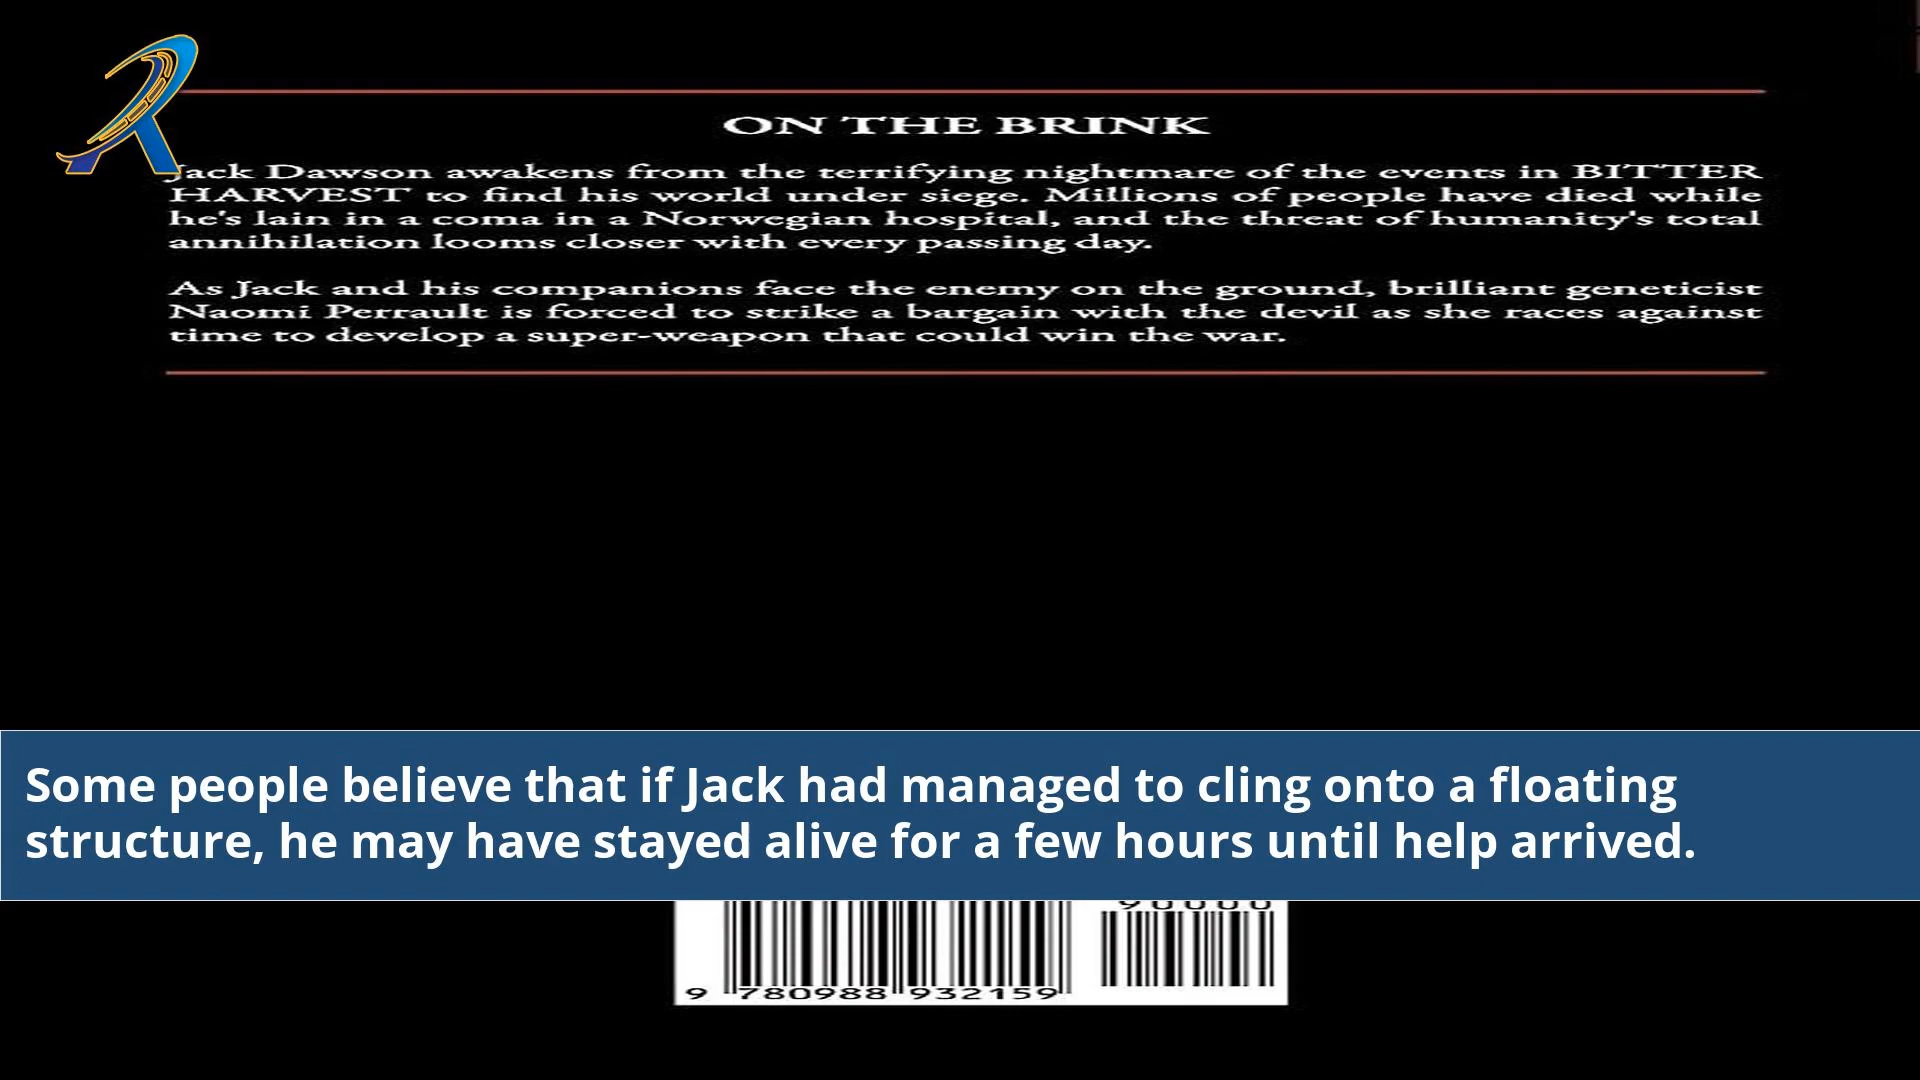 ON THE BRINK
Jack Dawson awakens from the terrifying nightmare of the events in BITTER
HARVEST to find his world under siege. Millions of people have died while
he's lain in a coma in a Norwegian hospital, and the threat of humanity's total
annihilation looms closer with every passing day.
As Jack and his companions face the enemy on the ground, brilliant geneticist
Naomi Perrault is forced to strike a bargain with the devil as she races against
time to develop a super-weapon that could win the war.
Some people believe that if Jack had managed to cling onto a floating
structure, he may have stayed alive for a few hours until help arrived.
90000
9 780988 932159